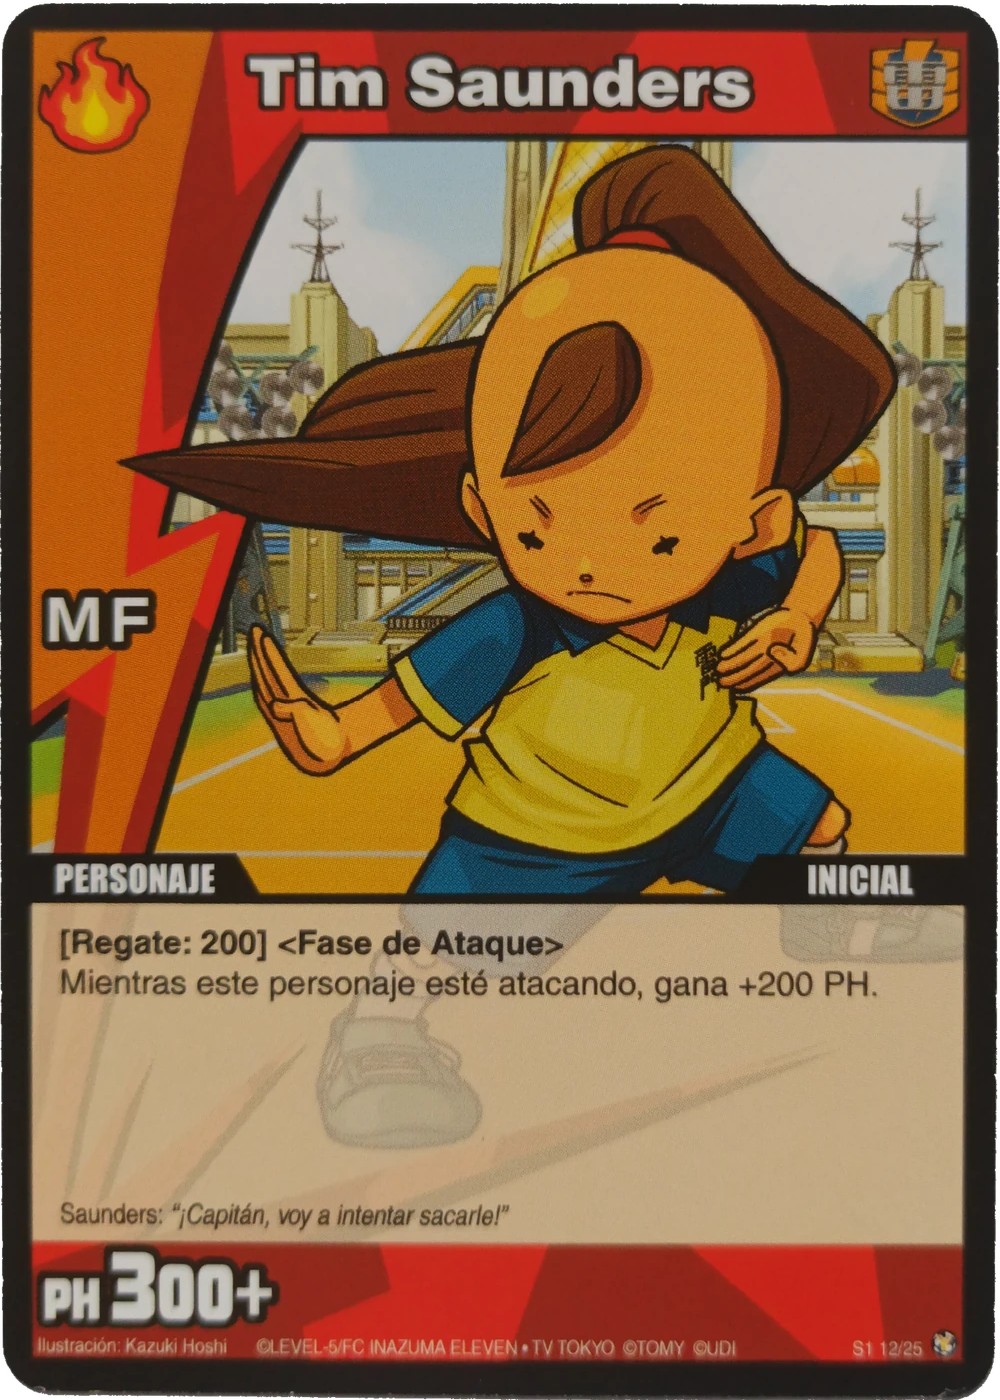 Tim Saunders
MF
雷門
PERSONAJE
INICIAL
[Regate: 200] <Fase de Ataque>
Mientras este personaje esté atacando, gana +200 PH.
Saunders: “¡Capitán, voy a intentar sacarle!”
PH 300+
Ilustración: Kazuki Hoshi
©LEVEL-5/FC INAZUMA ELEVEN • TV TOKYO ©TOMY ©UDI
S1 12/25